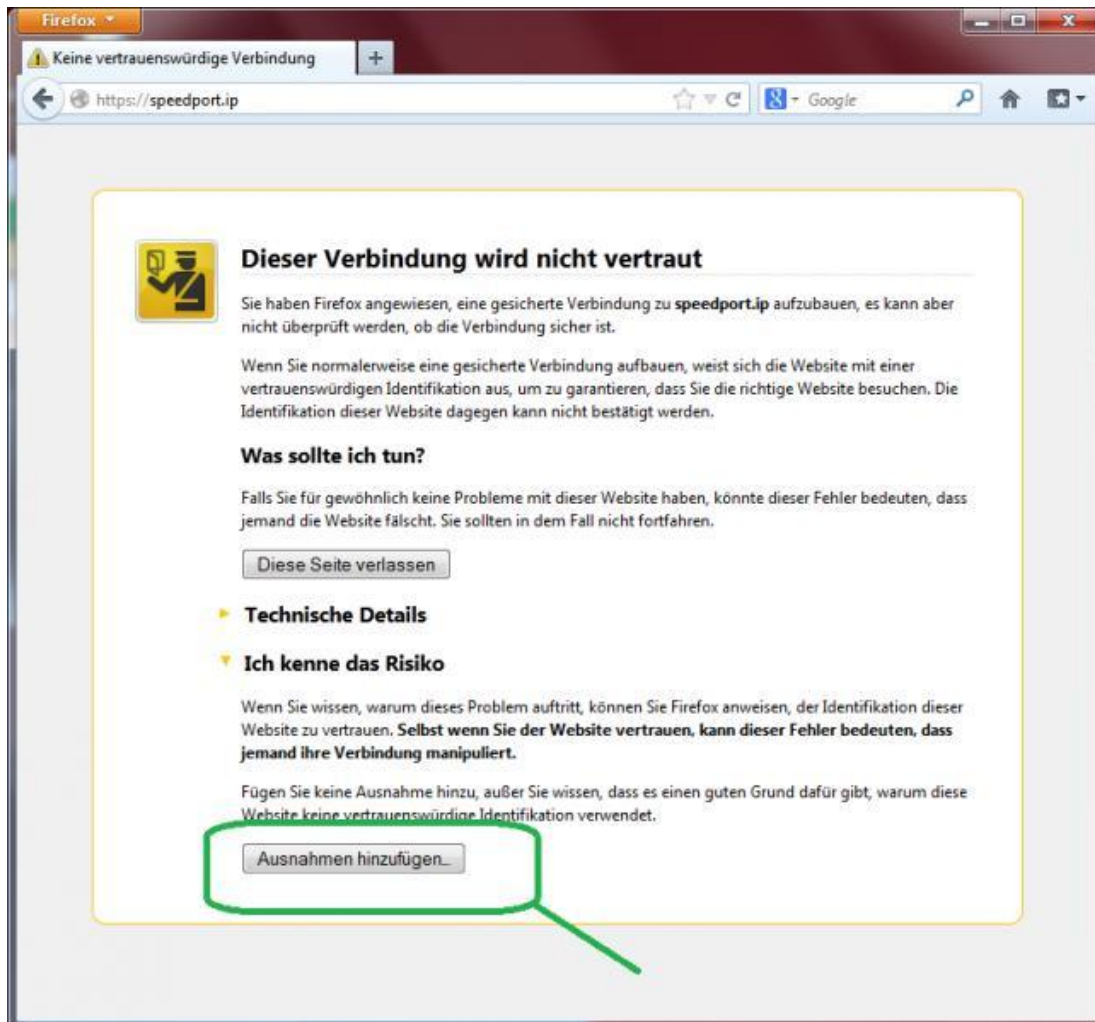 Firefox
Keine vertrauenswürdige Verbindung
https://speedport.ip
Google
Dieser Verbindung wird nicht vertraut
Sie haben Firefox angewiesen, eine gesicherte Verbindung zu speedport.ip aufzubauen, es kann aber
nicht überprüft werden, ob die Verbindung sicher ist.
Wenn Sie normalerweise eine gesicherte Verbindung aufbauen, weist sich die Website mit einer
vertrauenswürdigen Identifikation aus, um zu garantieren, dass Sie die richtige Website besuchen. Die
Identifikation dieser Website dagegen kann nicht bestätigt werden.
Was sollte ich tun?
Falls Sie für gewöhnlich keine Probleme mit dieser Website haben, könnte dieser Fehler bedeuten, dass
jemand die Website fälscht. Sie sollten in dem Fall nicht fortfahren.
Diese Seite verlassen
Technische Details
Ich kenne das Risiko
Wenn Sie wissen, warum dieses Problem auftritt, können Sie Firefox anweisen, der Identifikation dieser
Website zu vertrauen. Selbst wenn Sie der Website vertrauen, kann dieser Fehler bedeuten, dass
jemand ihre Verbindung manipuliert.
Fügen Sie keine Ausnahme hinzu, außer Sie wissen, dass es einen guten Grund dafür gibt, warum diese
Website keine vertrauenswürdige Identifikation verwendet.
Ausnahmen hinzufügen...